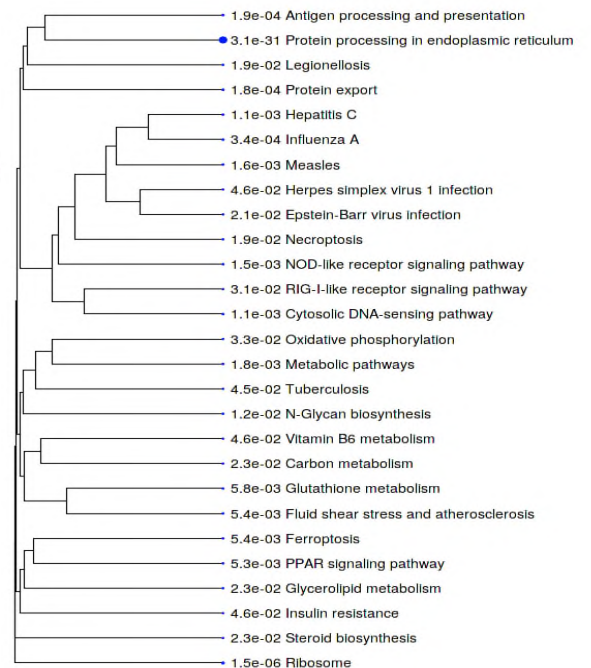 1.9e-04 Antigen processing and presentation
3.1e-31 Protein processing in endoplasmic reticulum
1.9e-02 Legionellosis
1.8e-04 Protein export
1.1e-03 Hepatitis C
3.4e-04 Influenza A
1.6e-03 Measles
4.6e-02 Herpes simplex virus 1 infection
2.1e-02 Epstein-Barr virus infection
1.9e-02 Necroptosis
1.5e-03 NOD-like receptor signaling pathway
3.1e-02 RIG-I-like receptor signaling pathway
1.1e-03 Cytosolic DNA-sensing pathway
3.3e-02 Oxidative phosphorylation
1.8e-03 Metabolic pathways
4.5e-02 Tuberculosis
1.2e-02 N-Glycan biosynthesis
4.6e-02 Vitamin B6 metabolism
2.3e-02 Carbon metabolism
5.8e-03 Glutathione metabolism
5.4e-03 Fluid shear stress and atherosclerosis
5.4e-03 Ferroptosis
5.3e-03 PPAR signaling pathway
2.3e-02 Glycerolipid metabolism
4.6e-02 Insulin resistance
2.3e-02 Steroid biosynthesis
1.5e-06 Ribosome